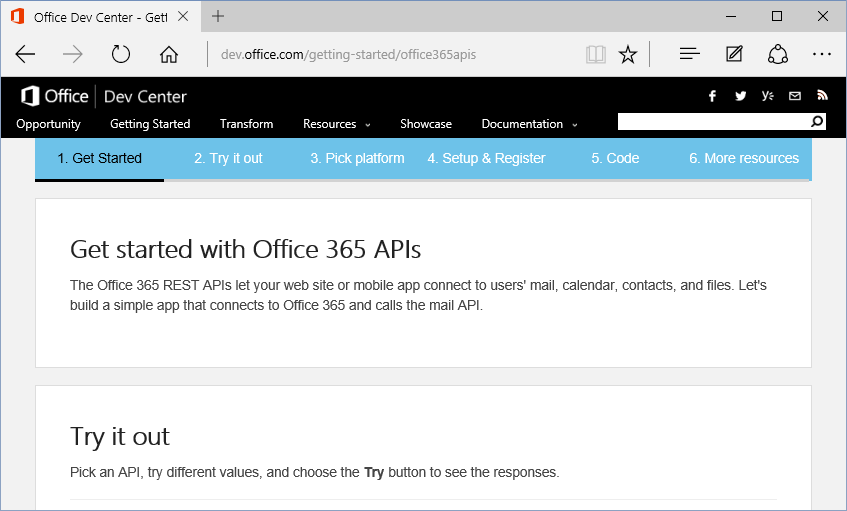 Office Dev Center - Gett
dev.office.com/getting-started/office365apis
Office | Dev Center
Opportunity Getting Started Transform Resources Showcase Documentation
1. Get Started 2. Try it out 3. Pick platform 4. Setup & Register 5. Code 6. More resources
Get started with Office 365 APIs
The Office 365 REST APIs let your web site or mobile app connect to users' mail, calendar, contacts, and files. Let's
build a simple app that connects to Office 365 and calls the mail API.
Try it out
Pick an API, try different values, and choose the Try button to see the responses.